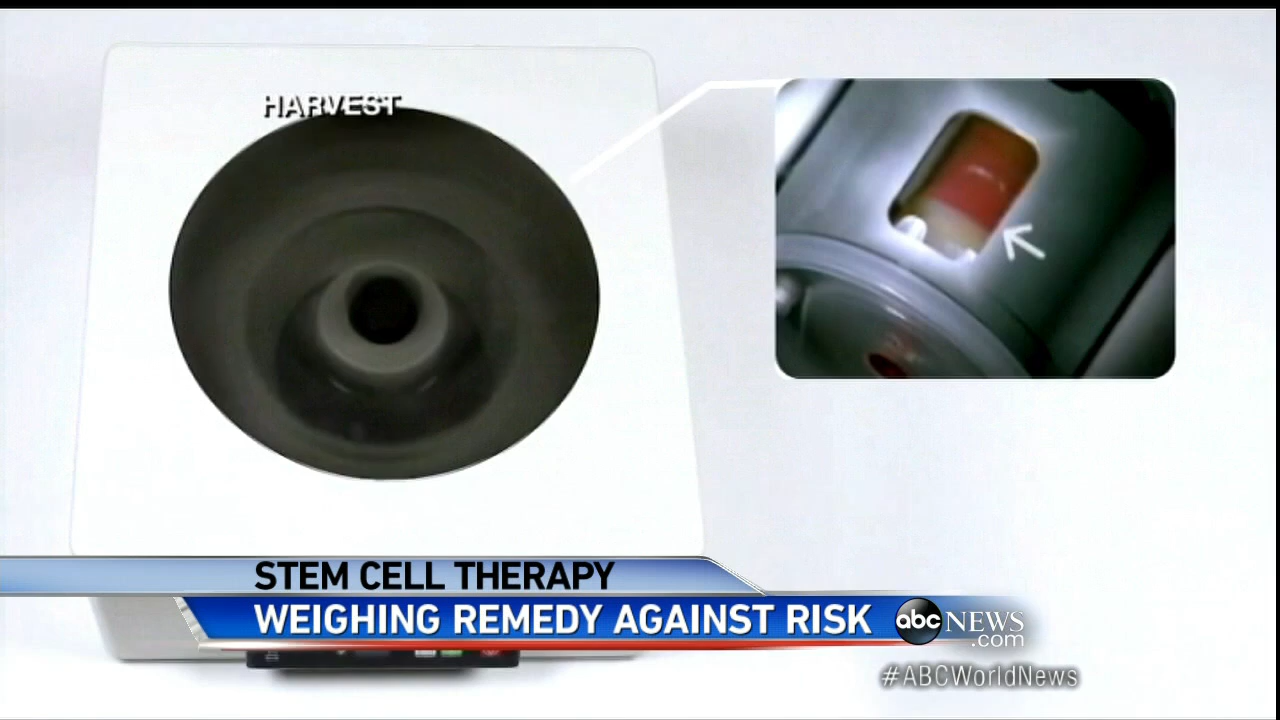 HARVEST
STEM CELL THERAPY
WEIGHING REMEDY AGAINST RISK
abc NEWS
.com
#ABCWorldNews